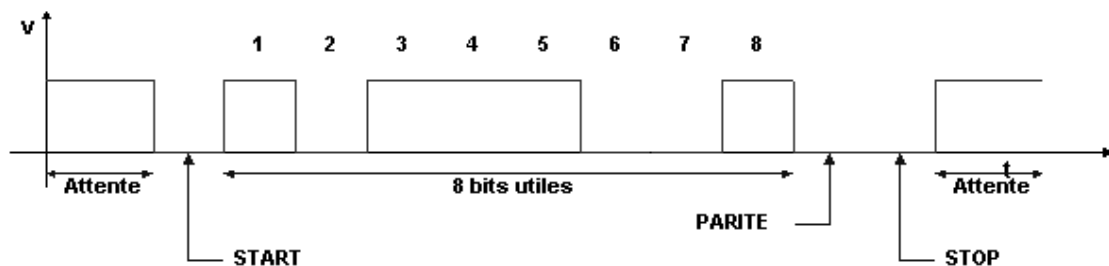 V
1 2 3 4 5 6 7 8
t
Attente 8 bits utiles Attente
PARITE
START STOP